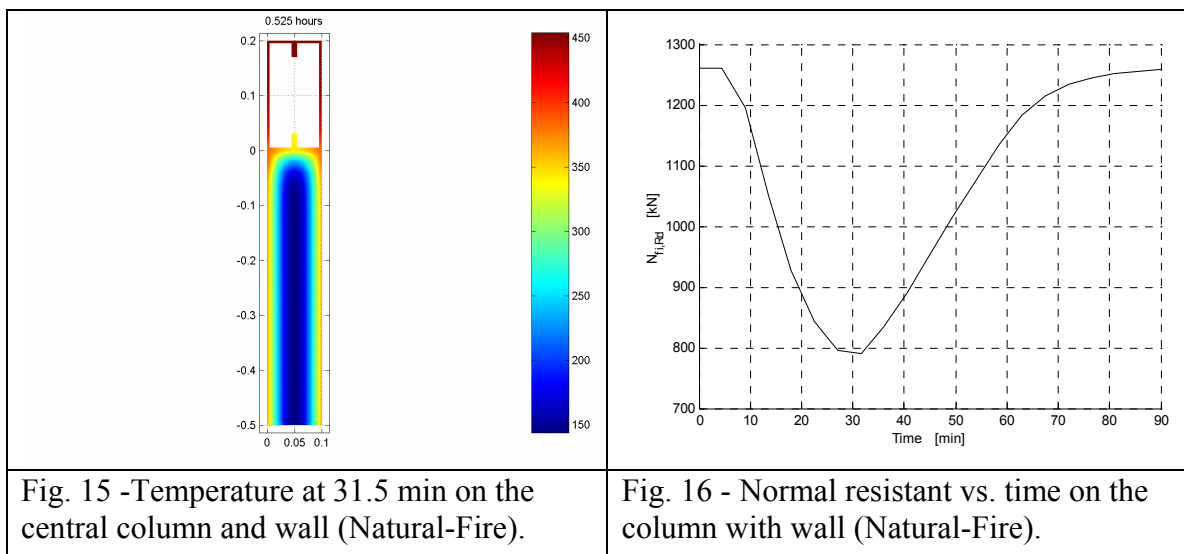 0.525 hours
0.2
0.1
0
-0.1
-0.2
-0.3
-0.4
-0.5
0 0.05 0.1
450
400
350
300
250
200
150
Fig. 15 -Temperature at 31.5 min on the
central column and wall (Natural-Fire).
1300
1200
1100
1000
900
800
700
N fi,Rd [kN]
0 10 20 30 40 50 60 70 80 90
Time [min]
Fig. 16 - Normal resistant vs. time on the
column with wall (Natural-Fire).